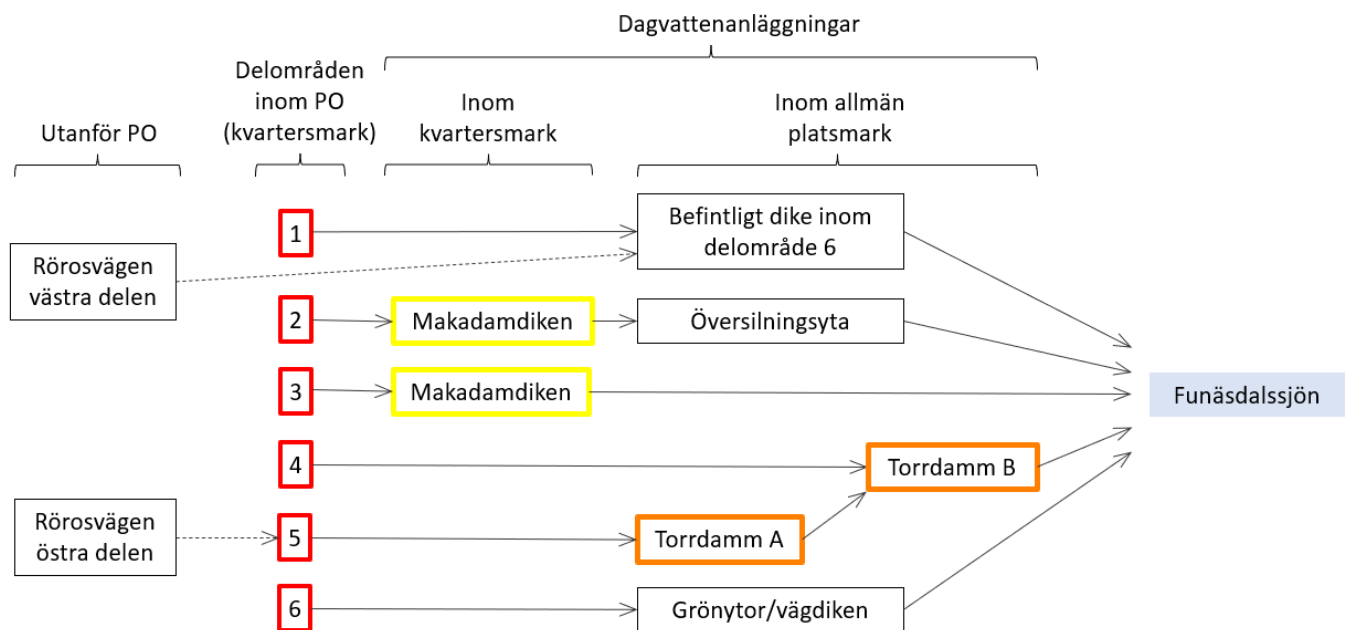 Dagvattenanläggningar
Delområden
inom PO
(kvartersmark)
Inom
kvartersmark
Inom allmän
platsmark
Utanför PO
1
Befintligt dike inom
delområde 6
Rörosvägen
västra delen
2
Makadamdiken
Översilningsyta
3
Makadamdiken
Funäsdalssjön
4
Torrdamm B
Rörosvägen
östra delen
5
Torrdamm A
6
Grönytor/vägdiken